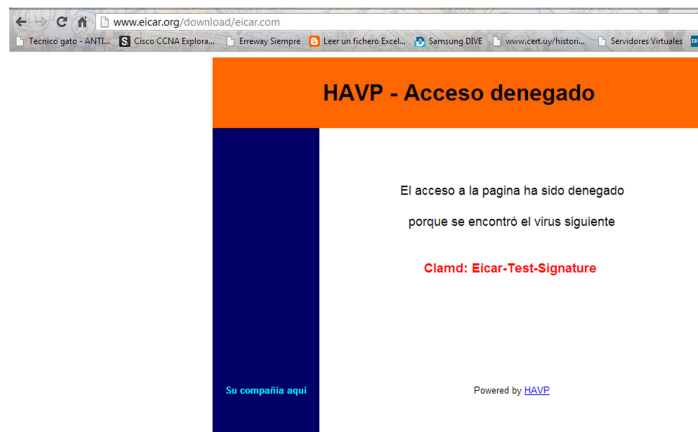 www.eicar.org/download/eicar.com
Tecnico gato - ANTI... Cisco CCNA Explora... Erreway Siempre Leer un fichero Excel... Samsung DIVE www.cert.uy/histori... Servidores Virtuales
HAVP - Acceso denegado
El acceso a la pagina ha sido denegado
porque se encontró el virus siguiente
Clamd: Eicar-Test-Signature
Su compañia aqui
Powered by HAVP